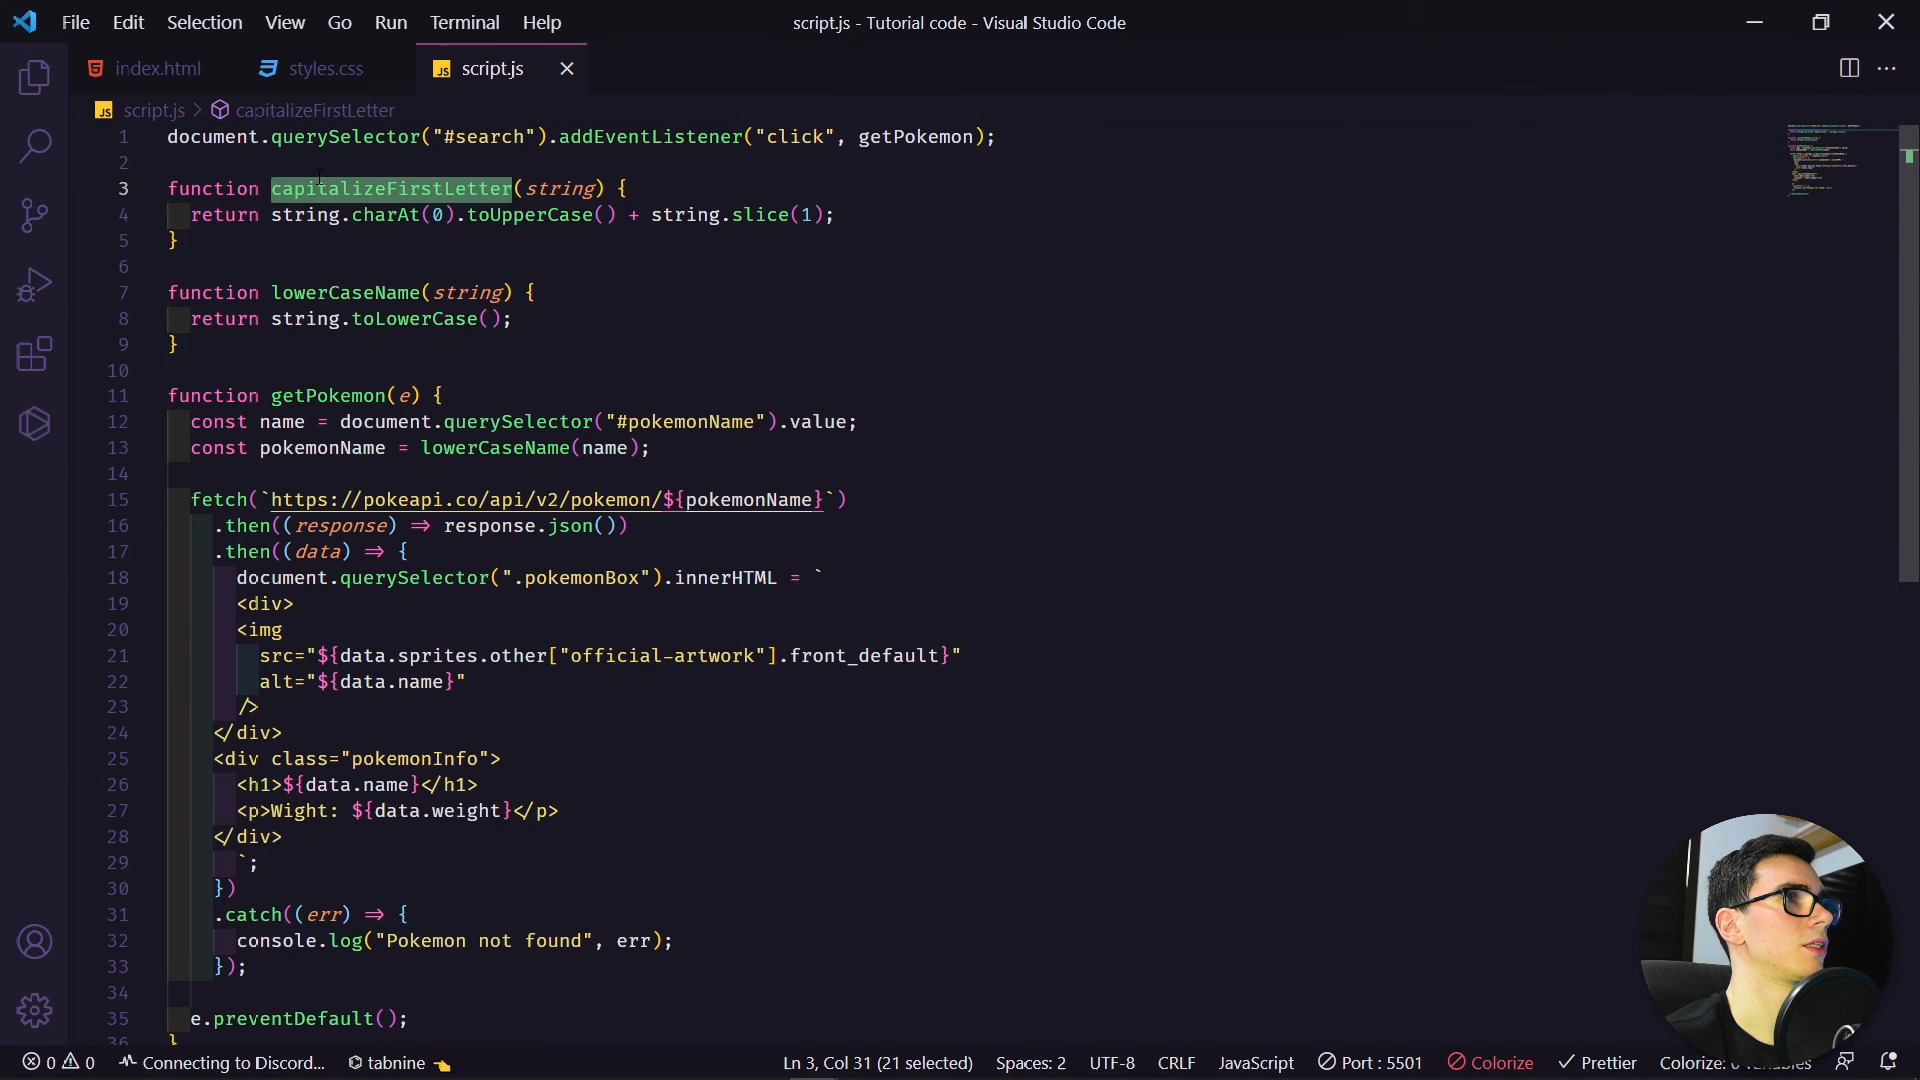 File Edit Selection View Go Run Terminal Help script.js - Tutorial code - Visual Studio Code
index.html styles.css JS script.js
JS script.js > capitalizeFirstLetter
1 document.querySelector("#search").addEventListener("click", getPokemon);
2
3 function capitalizeFirstLetter(string) {
4 return string.charAt(0).toUpperCase() + string.slice(1);
5 }
6
7 function lowerCaseName(string) {
8 return string.toLowerCase();
9 }
10
11 function getPokemon(e) {
12 const name = document.querySelector("#pokemonName").value;
13 const pokemonName = lowerCaseName(name);
14
15 fetch(`https://pokeapi.co/api/v2/pokemon/${pokemonName}`)
16 .then((response) => response.json())
17 .then((data) => {
18 document.querySelector(".pokemonBox").innerHTML = `
19 <div>
20 <img
21 src="${data.sprites.other["official-artwork"].front_default}"
22 alt="${data.name}"
23 />
24 </div>
25 <div class="pokemonInfo">
26 <h1>${data.name}</h1>
27 <p>Wight: ${data.weight}</p>
28 </div>
29 `;
30 })
31 .catch((err) => {
32 console.log("Pokemon not found", err);
33 });
34
35 e.preventDefault();
36 }
0 0 Connecting to Discord... tabnine Ln 3, Col 31 (21 selected) Spaces: 2 UTF-8 CRLF JavaScript Port : 5501 Colorize Prettier Colorize: 0 variables